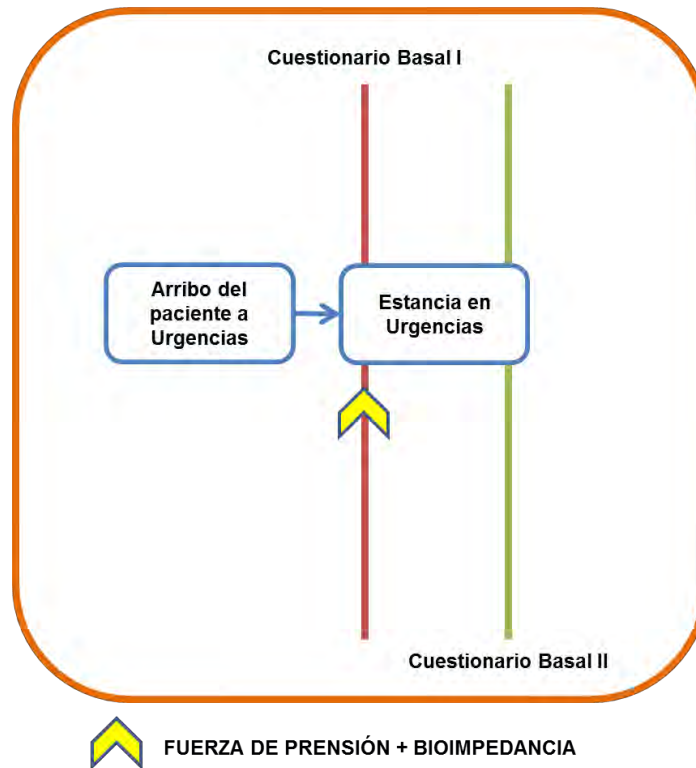 Cuestionario Basal I
Arribo del
paciente a
Urgencias
Estancia en
Urgencias
Cuestionario Basal II
FUERZA DE PRENSIÓN + BIOIMPEDANCIA